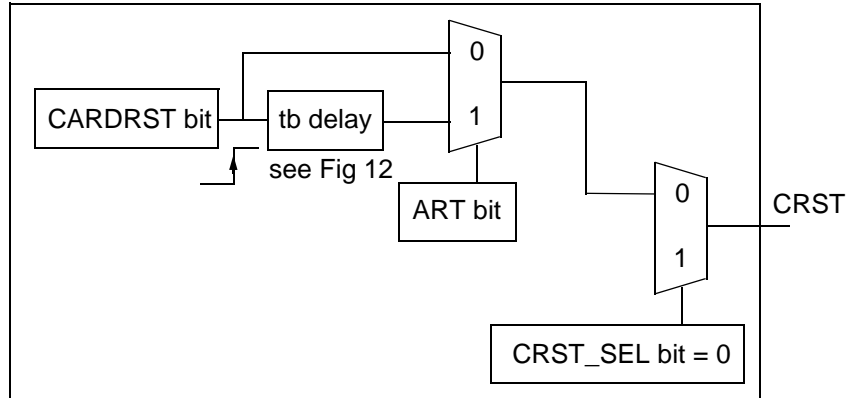 0
CARDRST bit
tb delay
1
see Fig 12
ART bit
0
CRST
1
CRST_SEL bit = 0